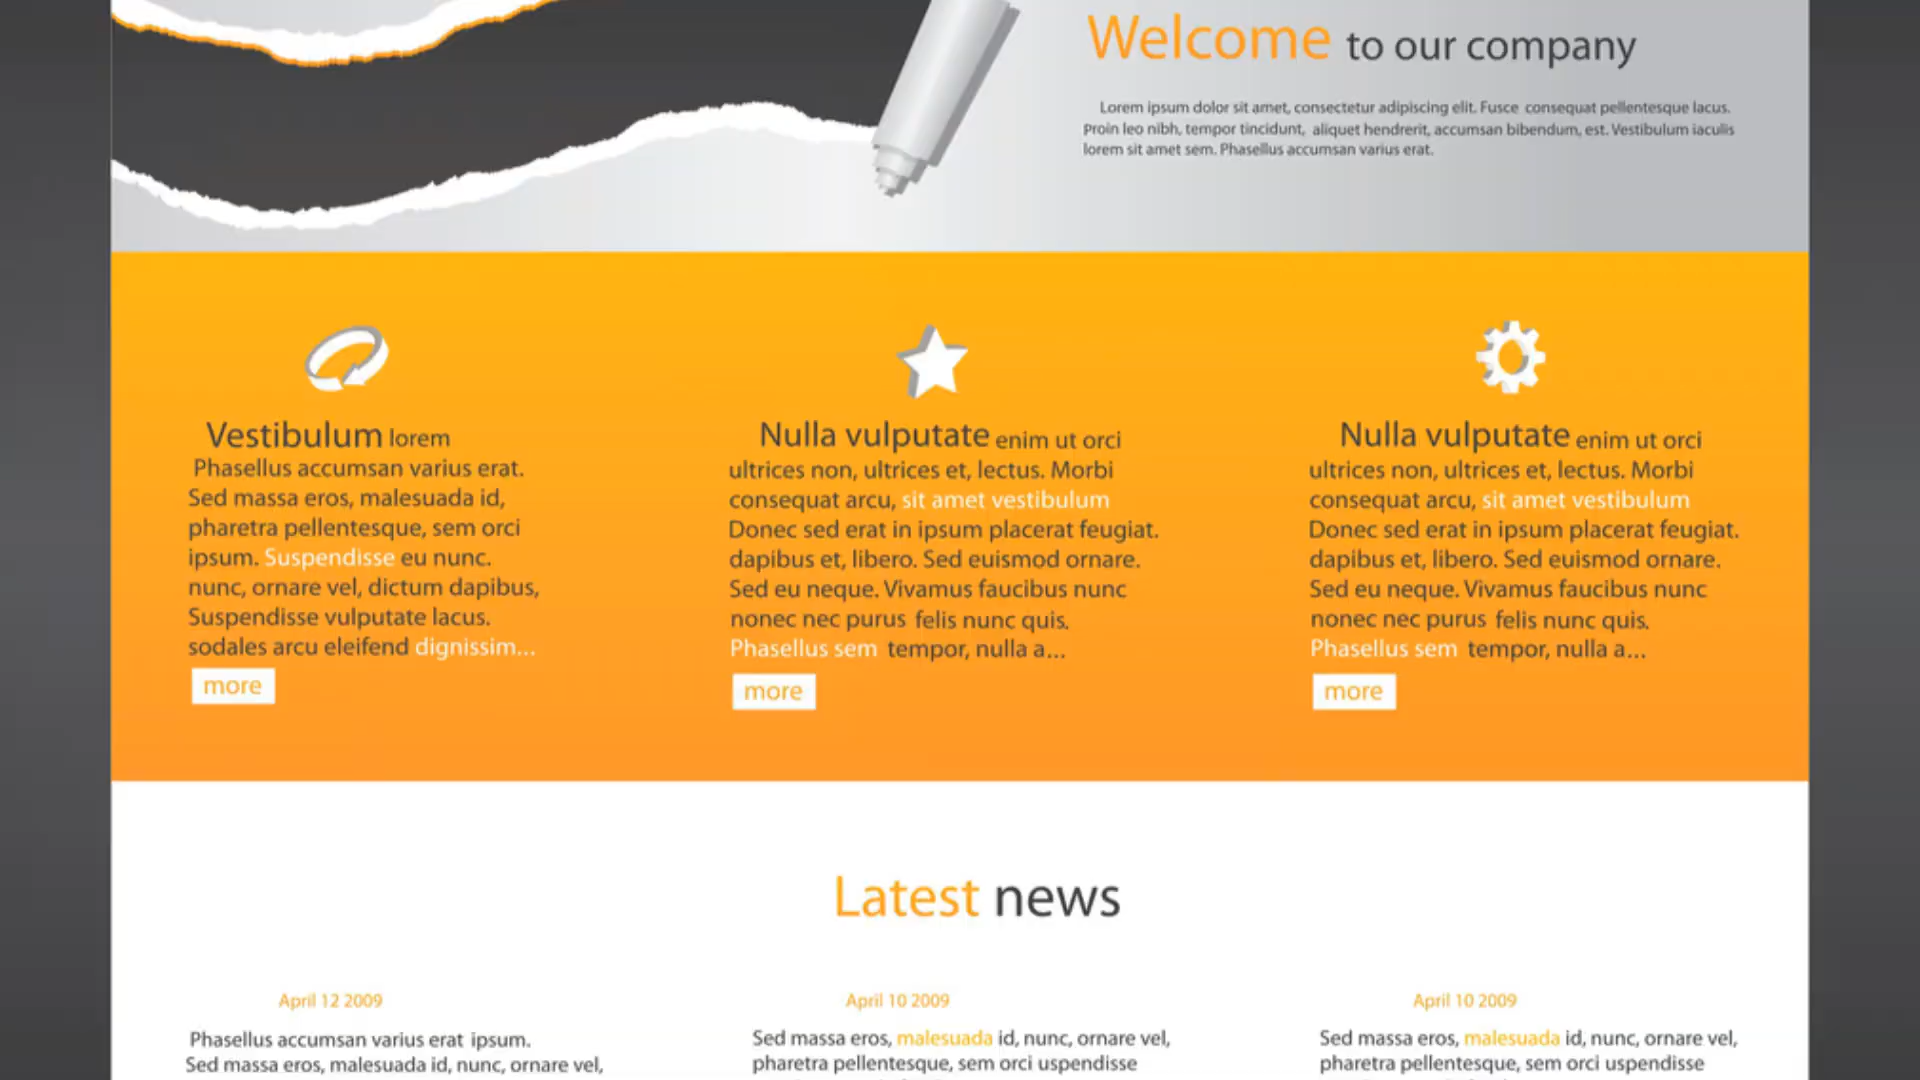 Welcome to our company
Lorem ipsum dolor sit amet, consectetur adipiscing elit. Fusce consequat pellentesque lacus.
Proin leo nibh, tempor tincidunt, aliquet hendrerit, accumsan bibendum, est. Vestibulum iaculis
lorem sit amet sem. Phasellus accumsan varius erat.
Vestibulum lorem
Phasellus accumsan varius erat.
Sed massa eros, malesuada id,
pharetra pellentesque, sem orci
ipsum. Suspendisse eu nunc.
nunc, ornare vel, dictum dapibus,
Suspendisse vulputate lacus.
sodales arcu eleifend dignissim...
more
Nulla vulputate enim ut orci
ultrices non, ultrices et, lectus. Morbi
consequat arcu, sit amet vestibulum
Donec sed erat in ipsum placerat feugiat.
dapibus et, libero. Sed euismod ornare.
Sed eu neque. Vivamus faucibus nunc
nonec nec purus felis nunc quis.
Phasellus sem tempor, nulla a...
more
Nulla vulputate enim ut orci
ultrices non, ultrices et, lectus. Morbi
consequat arcu, sit amet vestibulum
Donec sed erat in ipsum placerat feugiat.
dapibus et, libero. Sed euismod ornare.
Sed eu neque. Vivamus faucibus nunc
nonec nec purus felis nunc quis.
Phasellus sem tempor, nulla a...
more
Latest news
April 12 2009
Phasellus accumsan varius erat ipsum.
Sed massa eros, malesuada id, nunc, ornare vel,
April 10 2009
Sed massa eros, malesuada id, nunc, ornare vel,
pharetra pellentesque, sem orci uspendisse
April 10 2009
Sed massa eros, malesuada id, nunc, ornare vel,
pharetra pellentesque, sem orci uspendisse